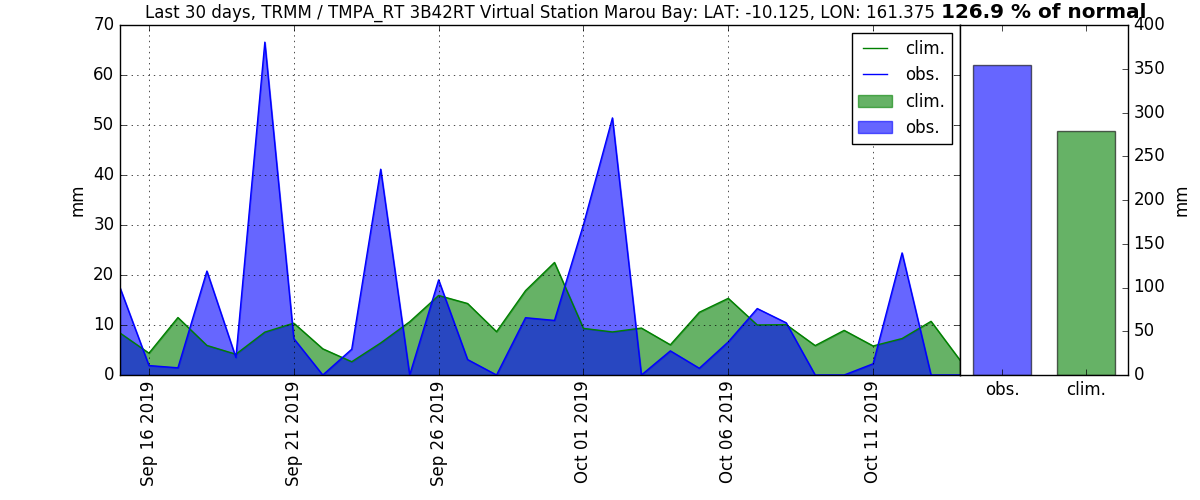 Last 30 days, TRMM / TMPA_RT 3B42RT Virtual Station Marou Bay: LAT: -10.125, LON: 161.375 126.9 % of normal
70
60
50
40
30
20
10
0
mm
clim.
obs.
clim.
obs.
Sep 16 2019
Sep 21 2019
Sep 26 2019
Oct 01 2019
Oct 06 2019
Oct 11 2019
400
350
300
250
200
150
100
50
0
mm
obs.
clim.